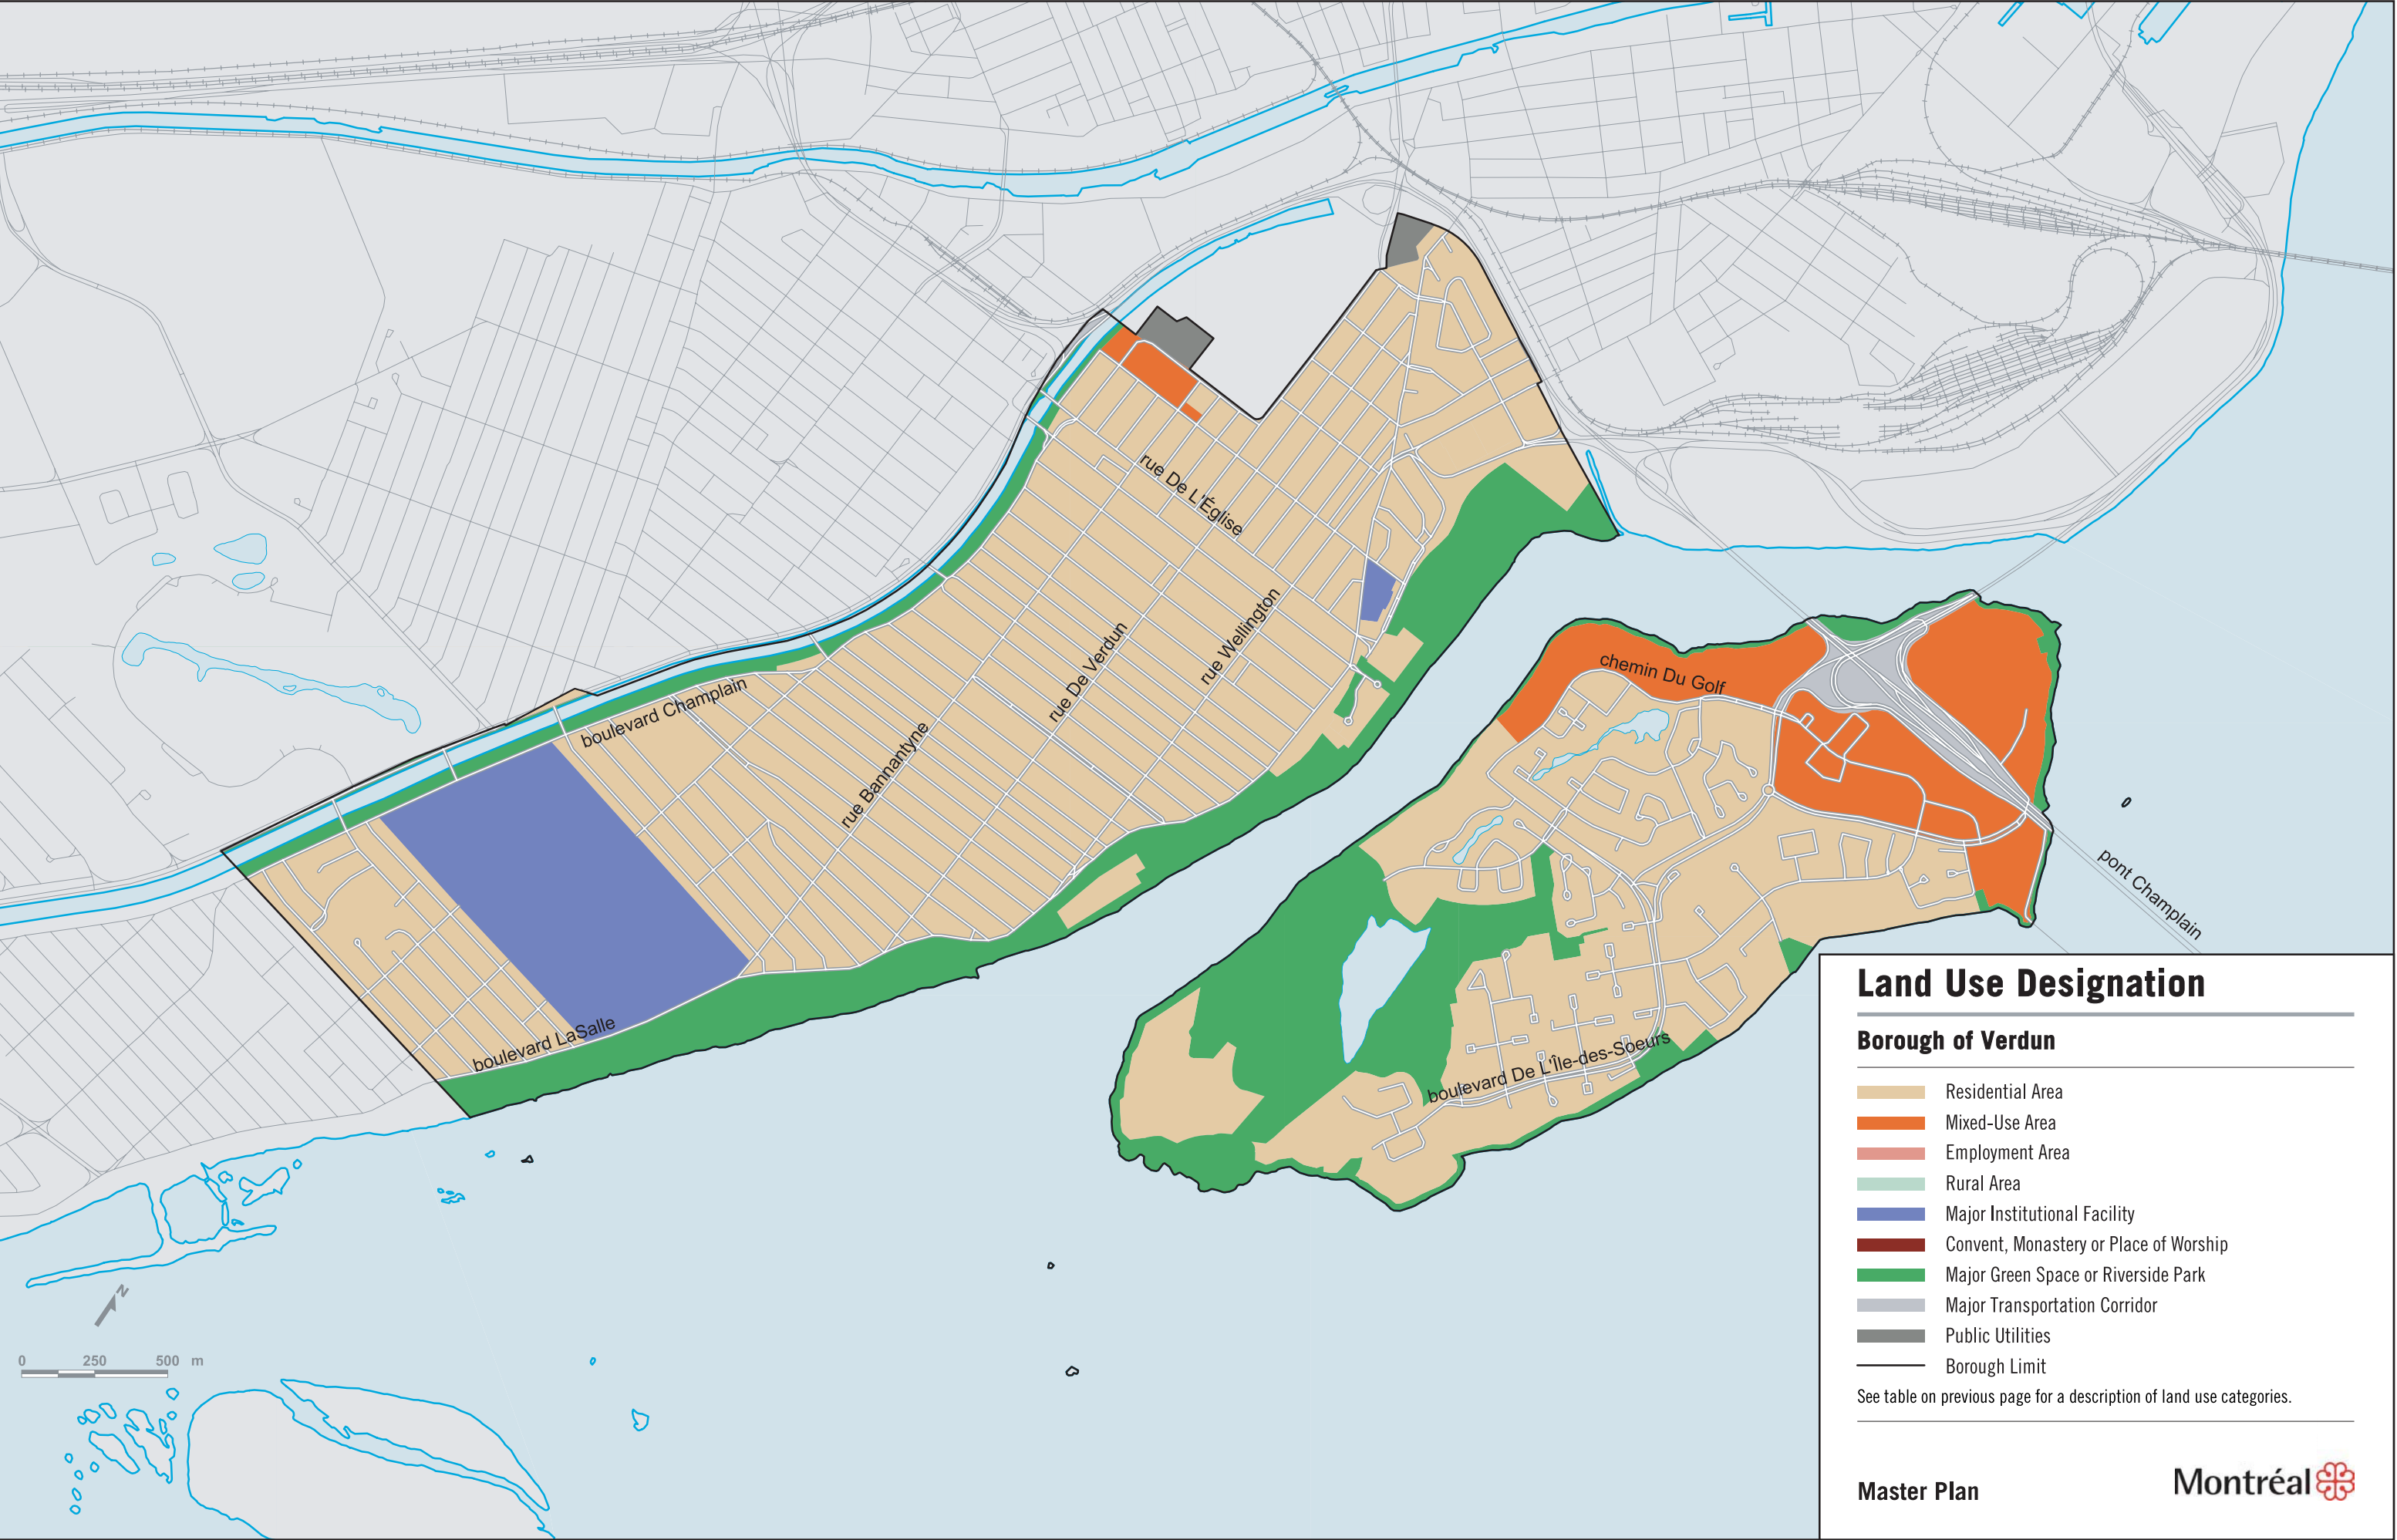 rue De L'Église
rue De Verdun
rue Wellington
boulevard Champlain
rue Bannantyne
boulevard LaSalle
chemin Du Golf
pont Champlain
boulevard De L'Île-des-Soeurs
N
0 250 500 m
Land Use Designation
Borough of Verdun
Residential Area
Mixed-Use Area
Employment Area
Rural Area
Major Institutional Facility
Convent, Monastery or Place of Worship
Major Green Space or Riverside Park
Major Transportation Corridor
Public Utilities
Borough Limit
See table on previous page for a description of land use categories.
Master Plan
Montréal